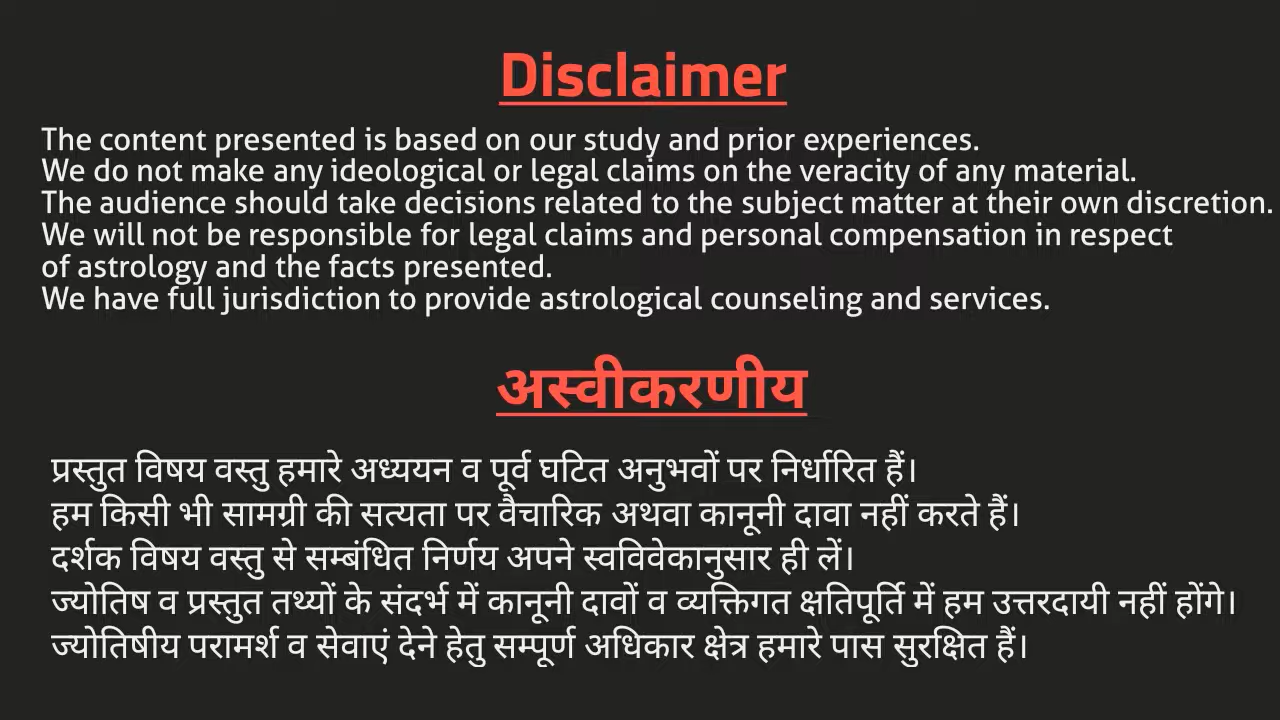 Disclaimer
The content presented is based on our study and prior experiences.
We do not make any ideological or legal claims on the veracity of any material.
The audience should take decisions related to the subject matter at their own discretion.
We will not be responsible for legal claims and personal compensation in respect
of astrology and the facts presented.
We have full jurisdiction to provide astrological counseling and services.
अस्वीकरणीय
प्रस्तुत विषय वस्तु हमारे अध्ययन व पूर्व घटित अनुभवों पर निर्धारित हैं।
हम किसी भी सामग्री की सत्यता पर वैचारिक अथवा कानूनी दावा नहीं करते हैं।
दर्शक विषय वस्तु से सम्बंधित निर्णय अपने स्वविवेकानुसार ही लें।
ज्योतिष व प्रस्तुत तथ्यों के संदर्भ में कानूनी दावों व व्यक्तिगत क्षतिपूर्ति में हम उत्तरदायी नहीं होंगे।
ज्योतिषीय परामर्श व सेवाएं देने हेतु सम्पूर्ण अधिकार क्षेत्र हमारे पास सुरक्षित हैं।